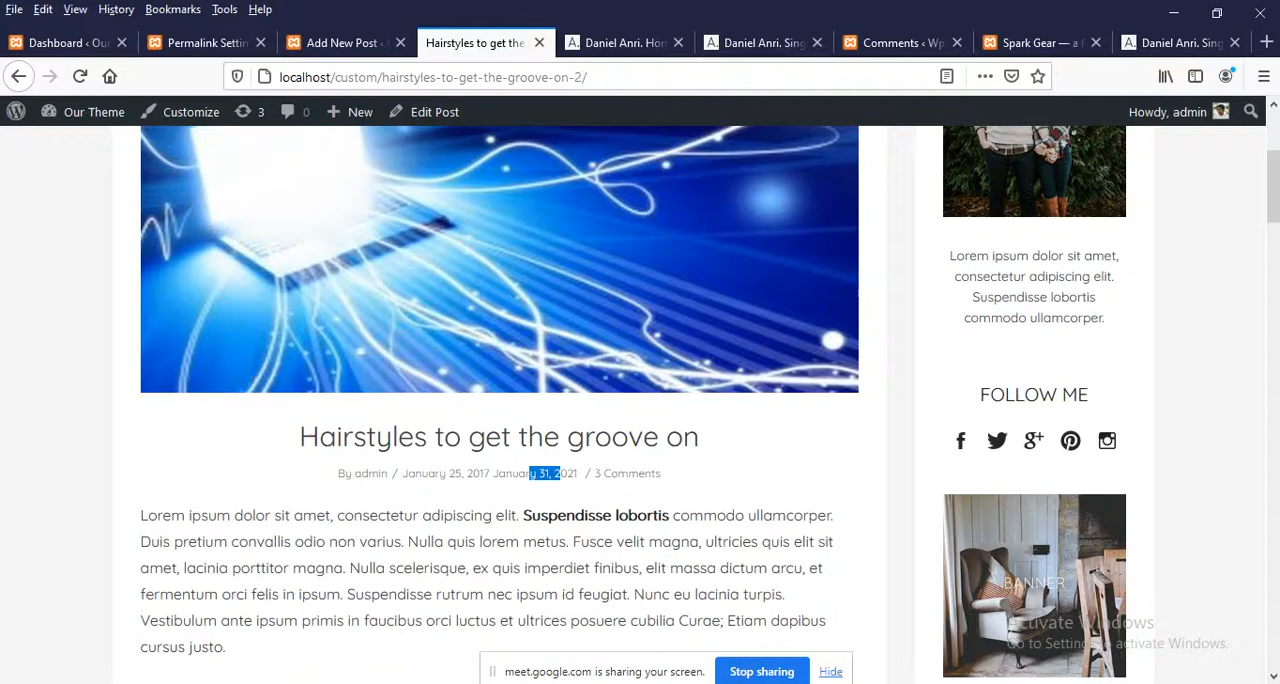 File Edit View History Bookmarks Tools Help
Dashboard ‹ Our
Permalink Settin
Add New Post ‹
Hairstyles to get the
A. Daniel Anri. Hom
A. Daniel Anri. Sing
Comments ‹ Wp
Spark Gear — a f
A. Daniel Anri. Sing
localhost/custom/hairstyles-to-get-the-groove-on-2/
Our Theme Customize 3 0 New Edit Post Howdy, admin
Lorem ipsum dolor sit amet,
consectetur adipiscing elit.
Suspendisse lobortis
commodo ullamcorper.
FOLLOW ME
Hairstyles to get the groove on
By admin / January 25, 2017 January 31, 2021 / 3 Comments
Lorem ipsum dolor sit amet, consectetur adipiscing elit. Suspendisse lobortis commodo ullamcorper.
Duis pretium convallis odio non varius. Nulla quis lorem metus. Fusce velit magna, ultricies quis elit sit
amet, lacinia porttitor magna. Nulla scelerisque, ex quis imperdiet finibus, elit massa dictum arcu, et
fermentum orci felis in ipsum. Suspendisse rutrum nec ipsum id feugiat. Nunc eu lacinia turpis.
Vestibulum ante ipsum primis in faucibus orci luctus et ultrices posuere cubilia Curae; Etiam dapibus
cursus justo.
BANNER
Activate Windows
Go to Settings to activate Windows.
meet.google.com is sharing your screen. Stop sharing Hide